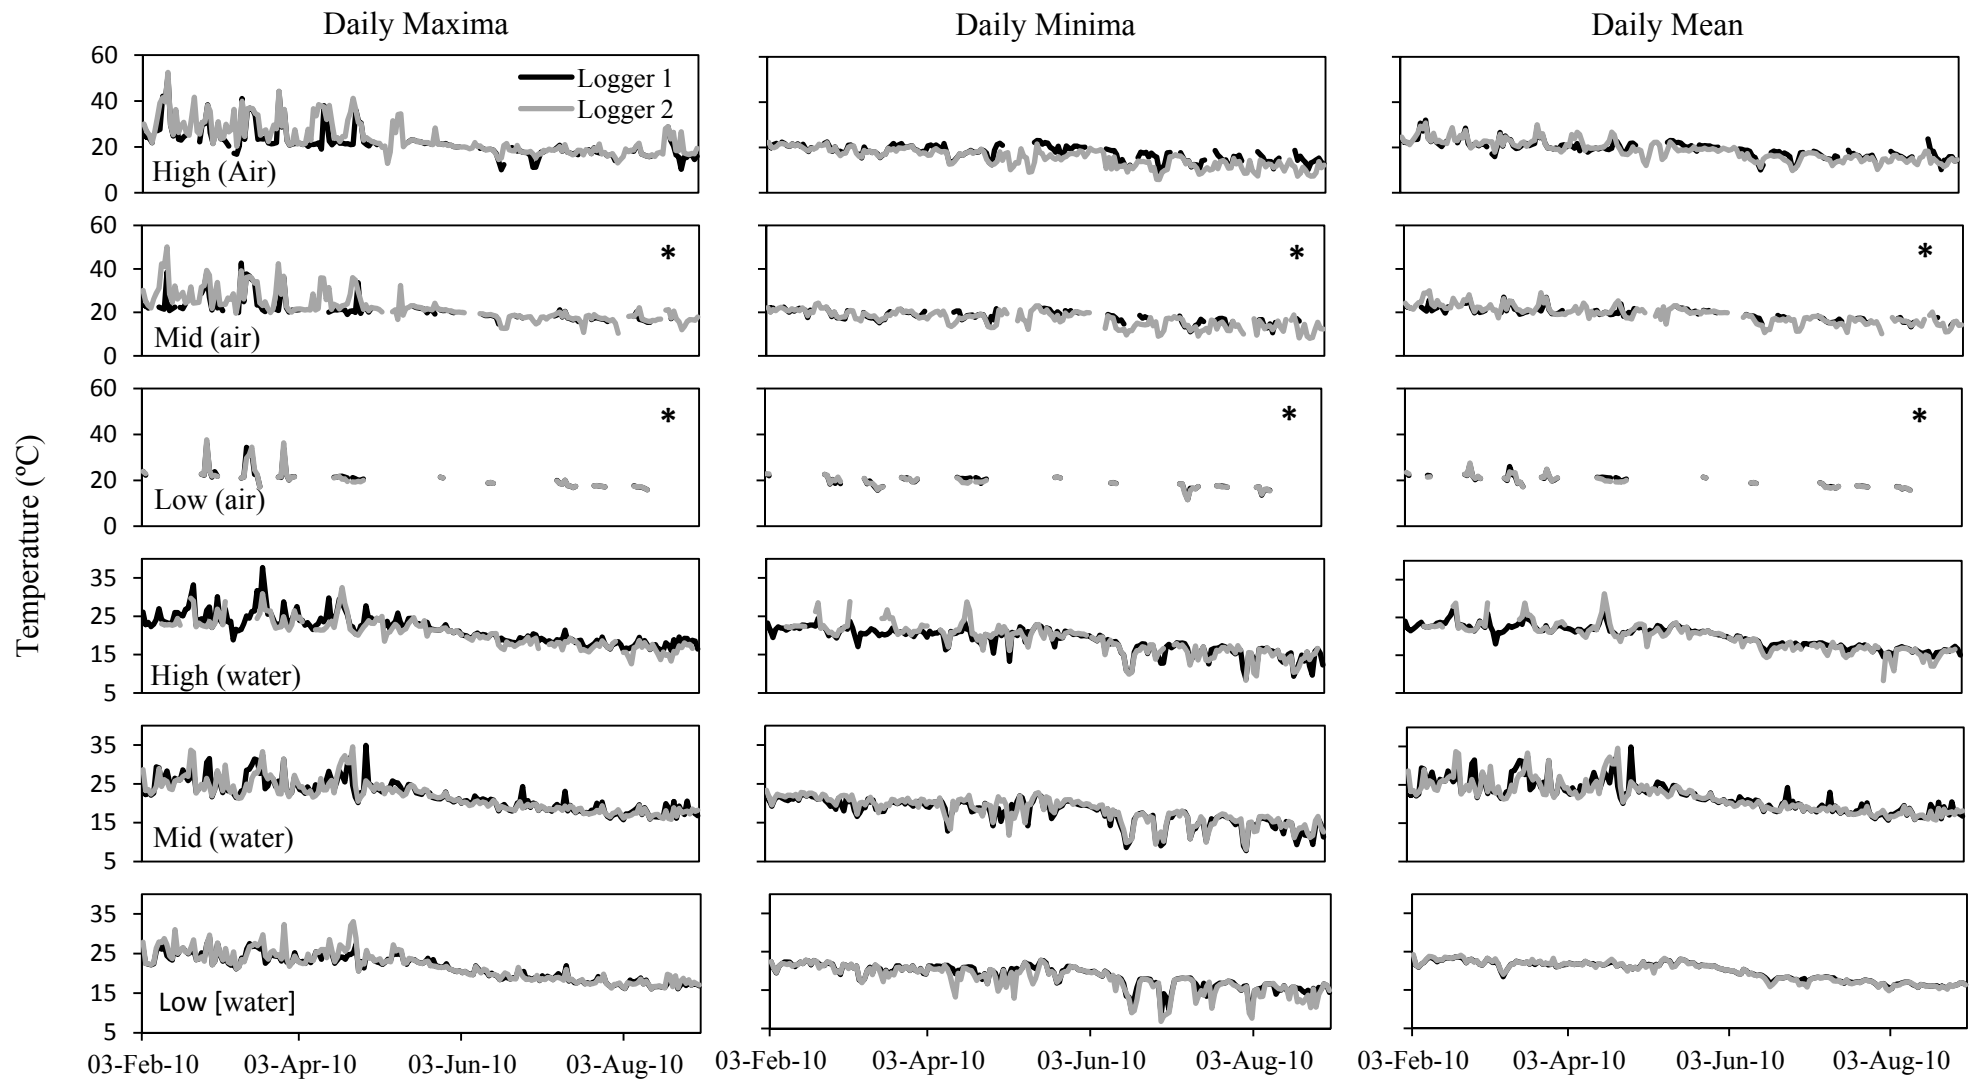 Daily Maxima Daily Minima Daily Mean
60
40
20
0
Logger 1
Logger 2
High (Air)
60
40
20
0
*
*
*
Mid (air)
60
40
20
0
*
*
*
Low (air)
Temperature (ºC)
35
25
15
5
High (water)
35
25
15
5
Mid (water)
35
25
15
5
Low [water]
03-Feb-10 03-Apr-10 03-Jun-10 03-Aug-10
03-Feb-10 03-Apr-10 03-Jun-10 03-Aug-10
03-Feb-10 03-Apr-10 03-Jun-10 03-Aug-10